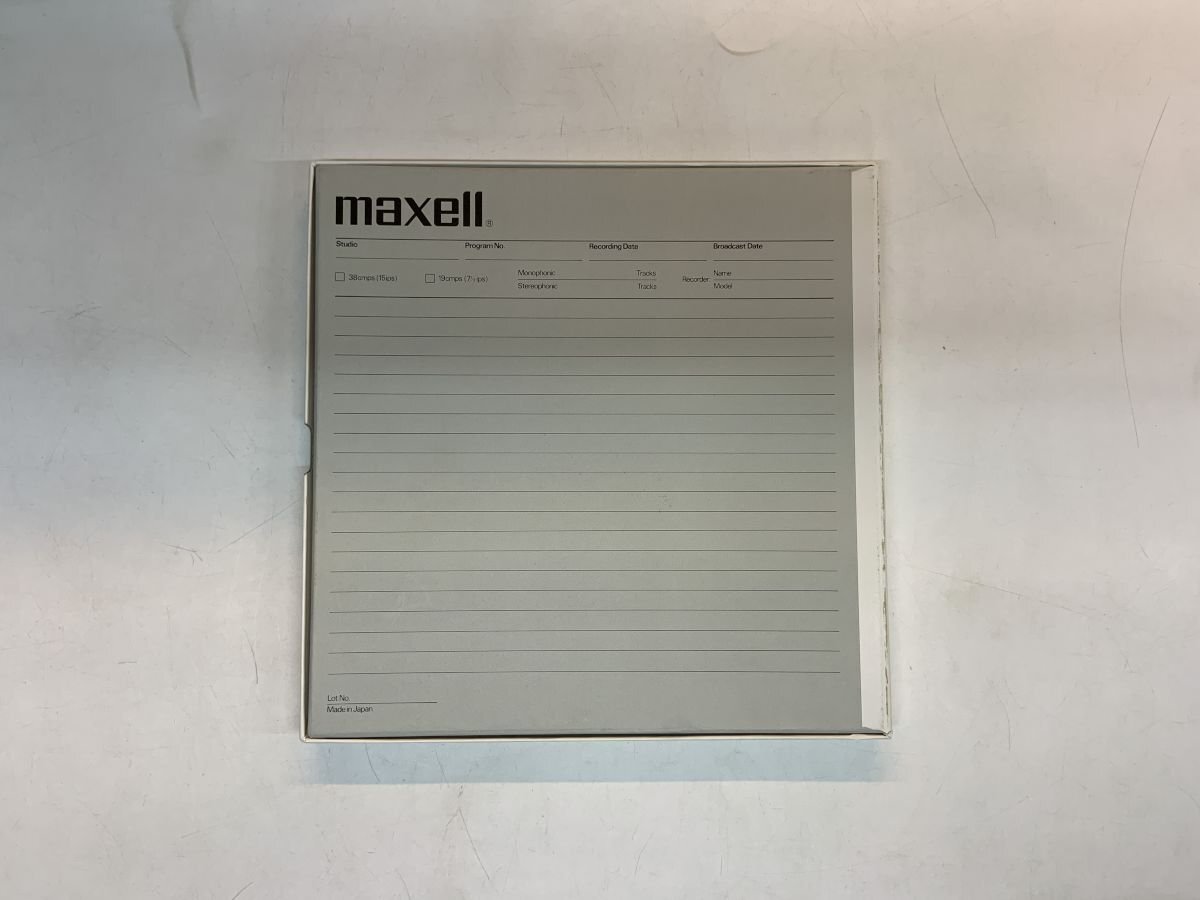 maxell®
Studio Program No. Recording Date Broadcast Date
38cmps (15ips) 19cmps (7½ips) Monophonic Tracks Recorder: Name
Stereophonic Tracks Model
Lot No.
Made in Japan